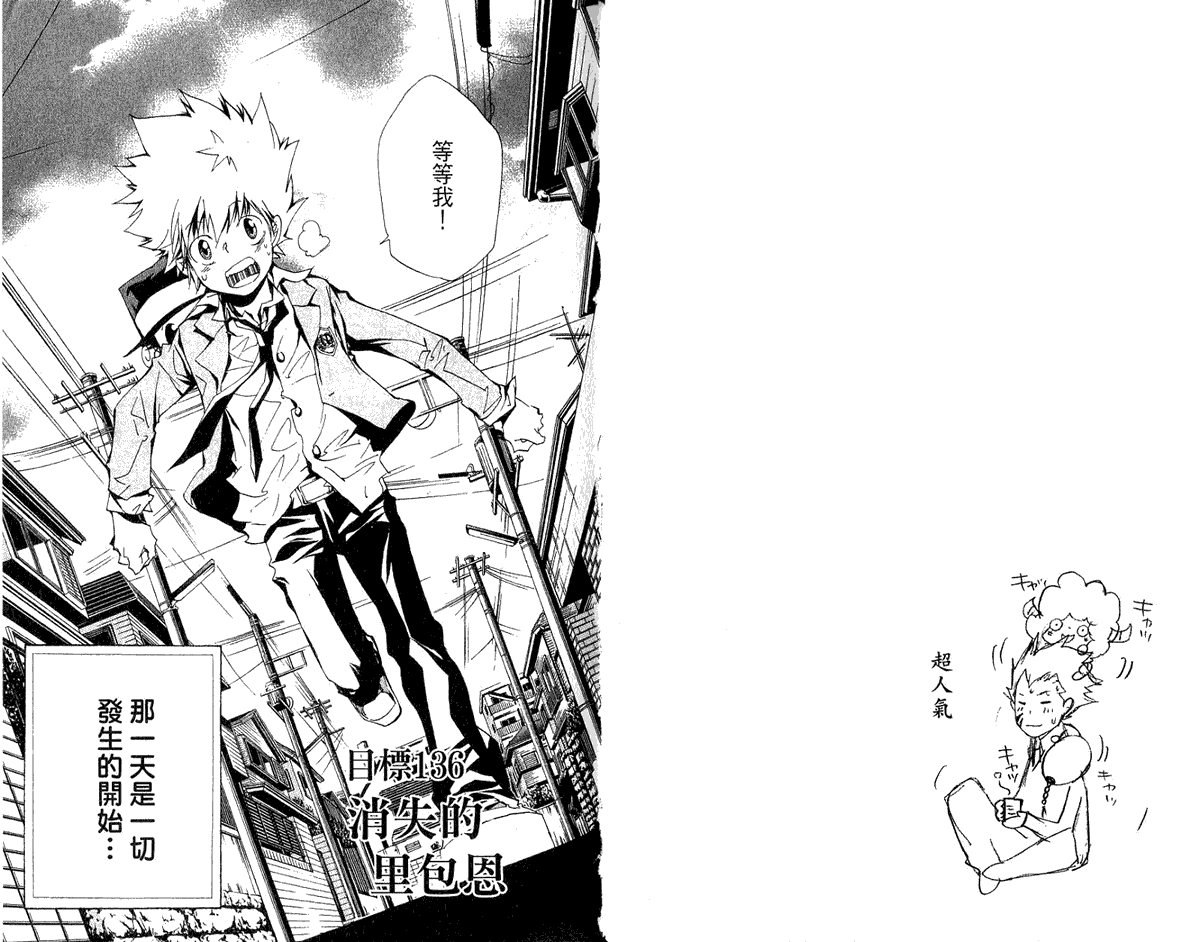 キャッ
キャッ
超人氣
キャッ
キャッ
等等我！
那一天是一切
發生的開始…
目標136
消失的
里包恩